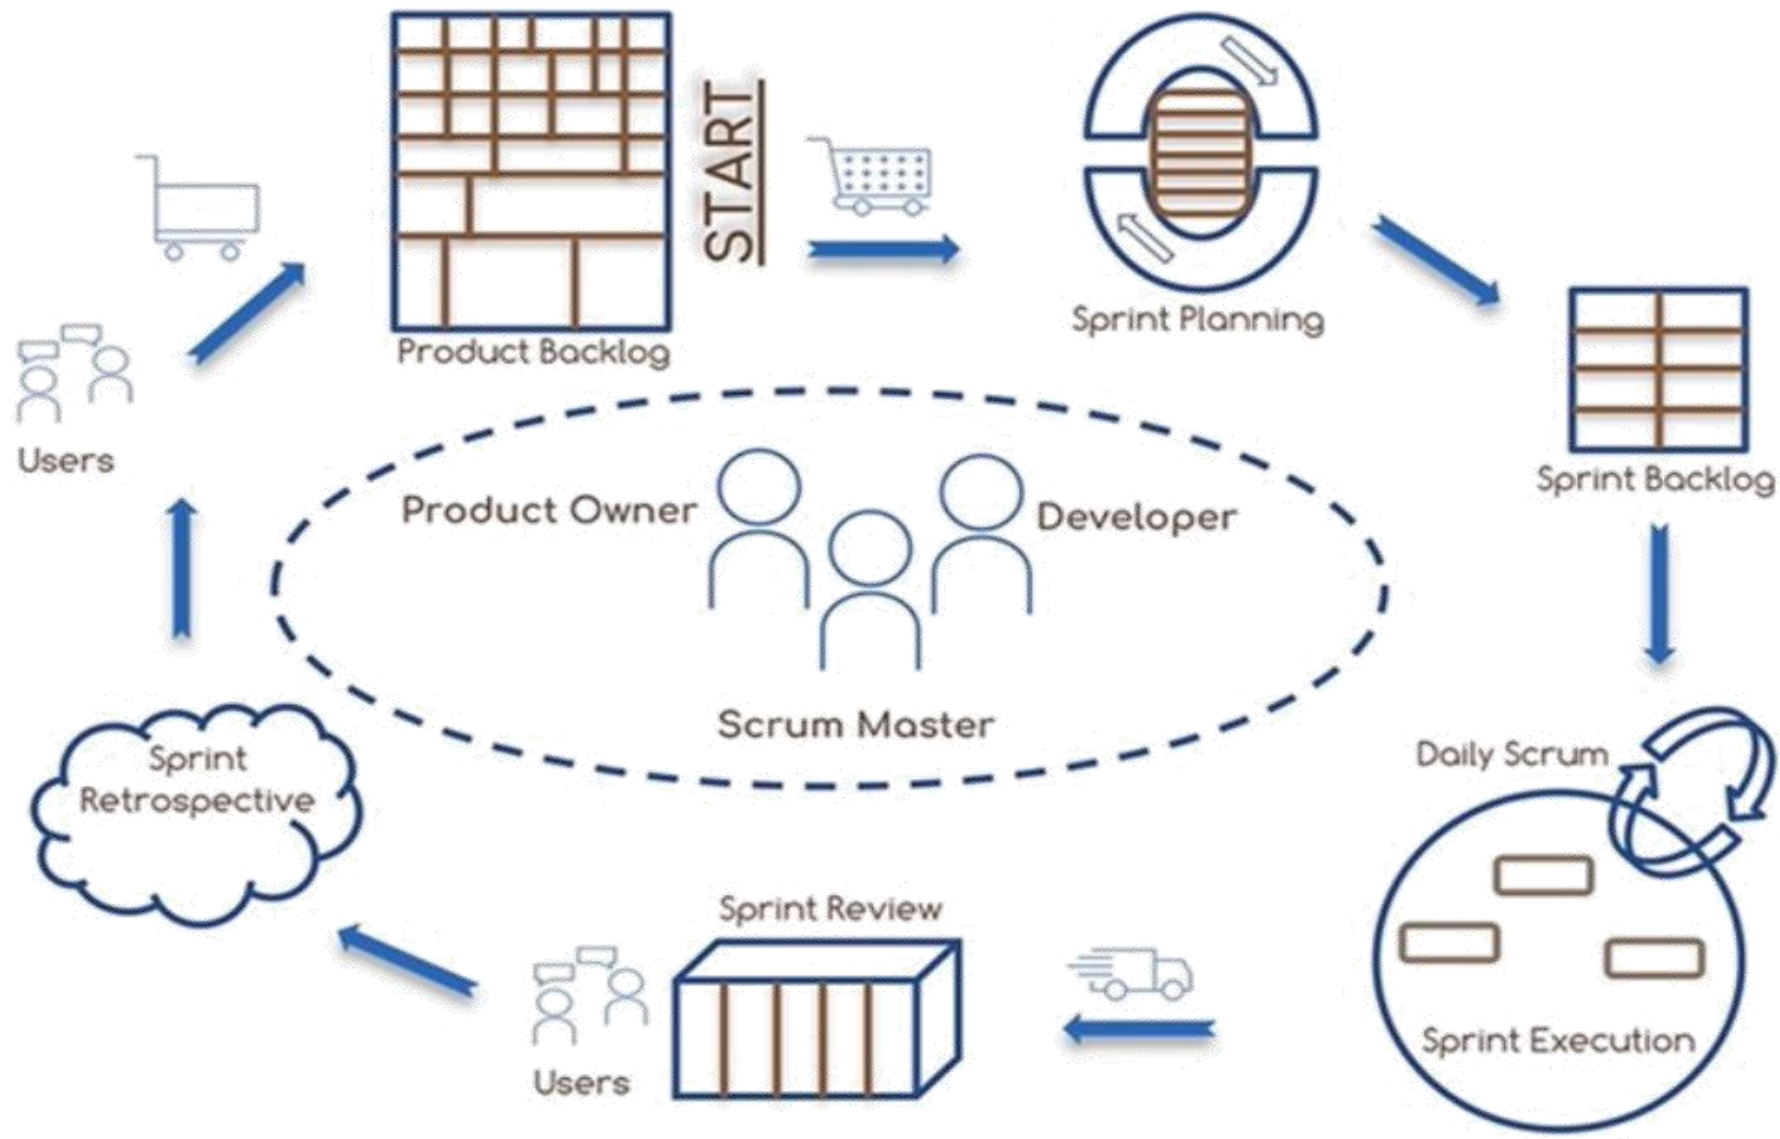 START
Product Backlog
Sprint Planning
Users
Sprint Backlog
Product Owner
Developer
Scrum Master
Daily Scrum
Sprint
Retrospective
Sprint Review
Sprint Execution
Users